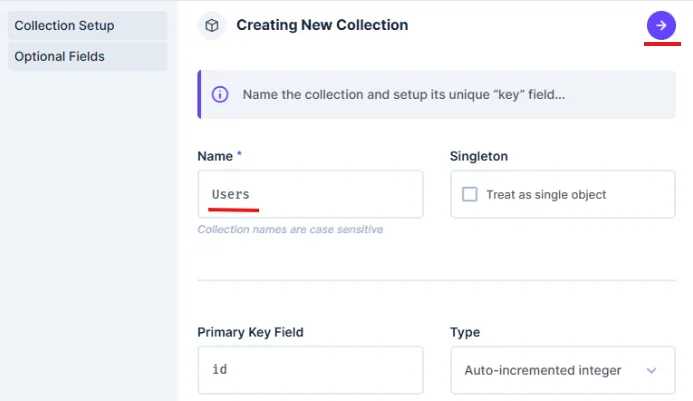 Collection Setup
Optional Fields
Creating New Collection
Name the collection and setup its unique “key” field...
Name *
Users
Collection names are case sensitive
Singleton
Treat as single object
Primary Key Field
id
Type
Auto-incremented integer